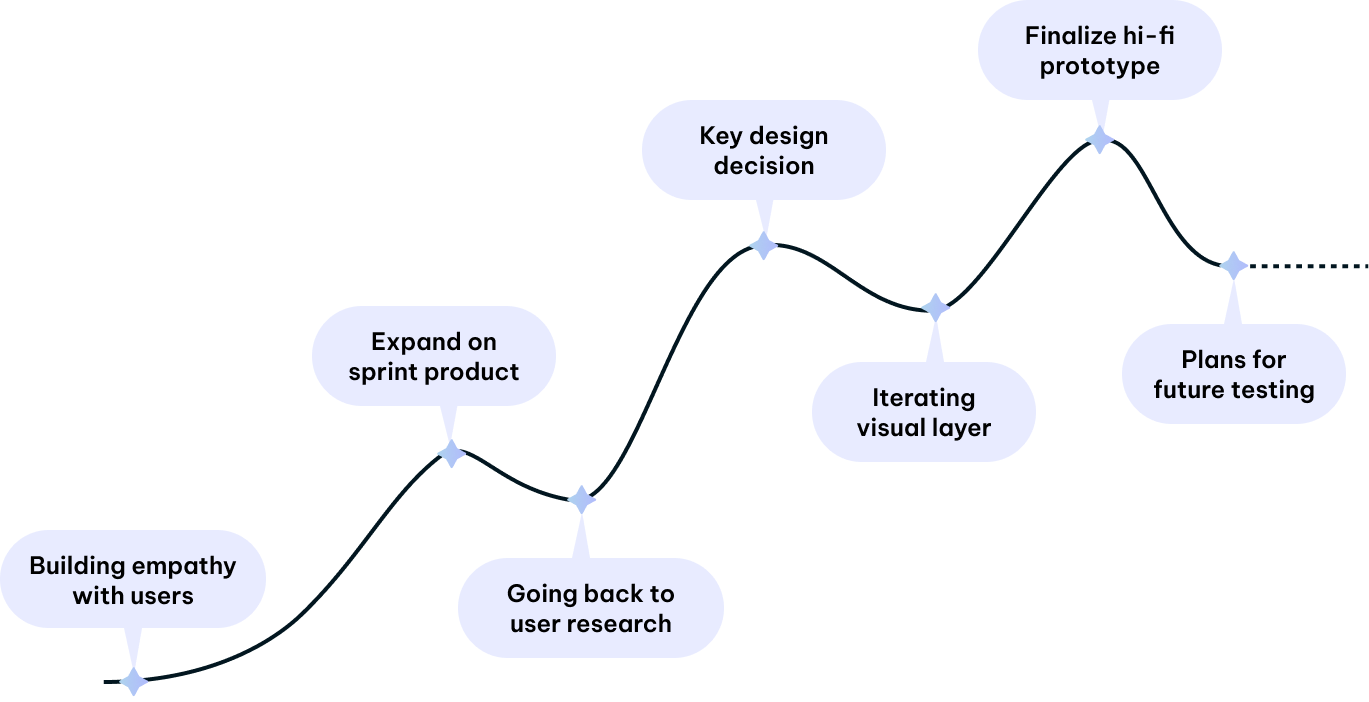 Building empathy
with users
Expand on
sprint product
Going back to
user research
Key design
decision
Iterating
visual layer
Finalize hi-fi
prototype
Plans for
future testing